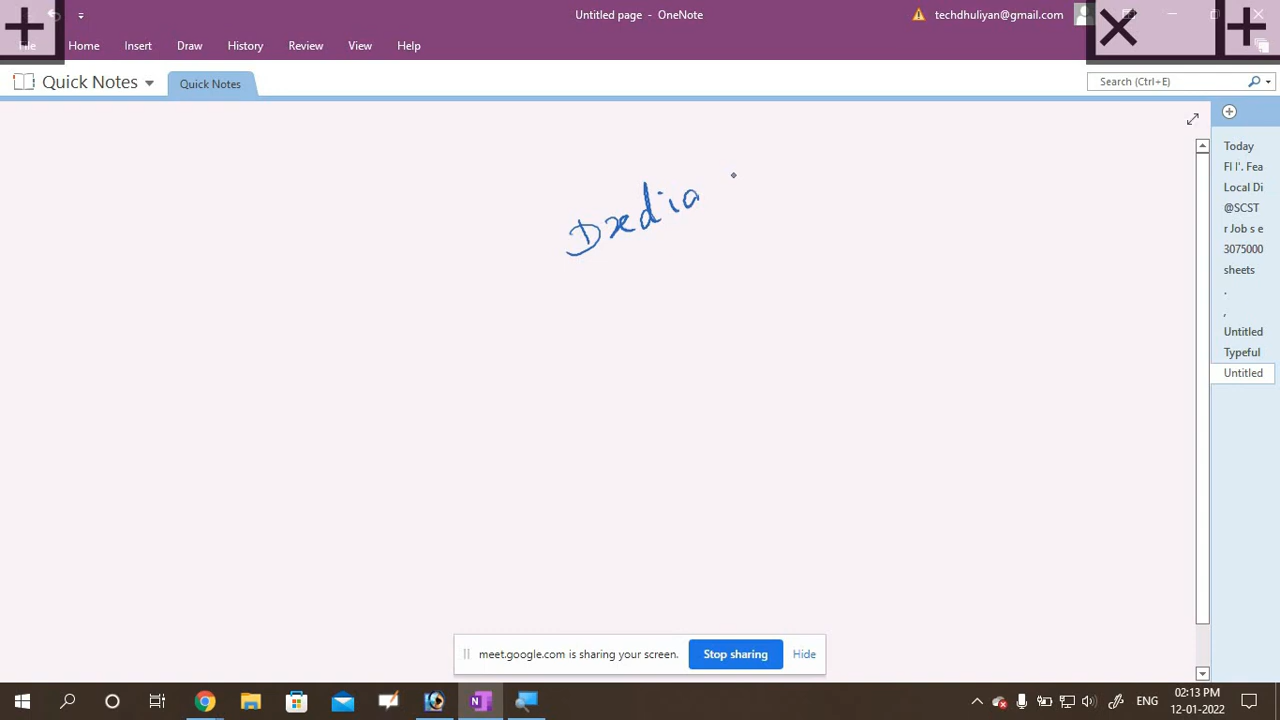 Untitled page - OneNote
techdhuliyan@gmail.com
File Home Insert Draw History Review View Help
Quick Notes
Quick Notes
Search (Ctrl+E)
Today
Fl l'. Fea
Local Di
@SCST
r Job s e
3075000
sheets
.
,
Untitled
Typeful
Untitled
meet.google.com is sharing your screen.
Stop sharing
Hide
ENG
02:13 PM
12-01-2022